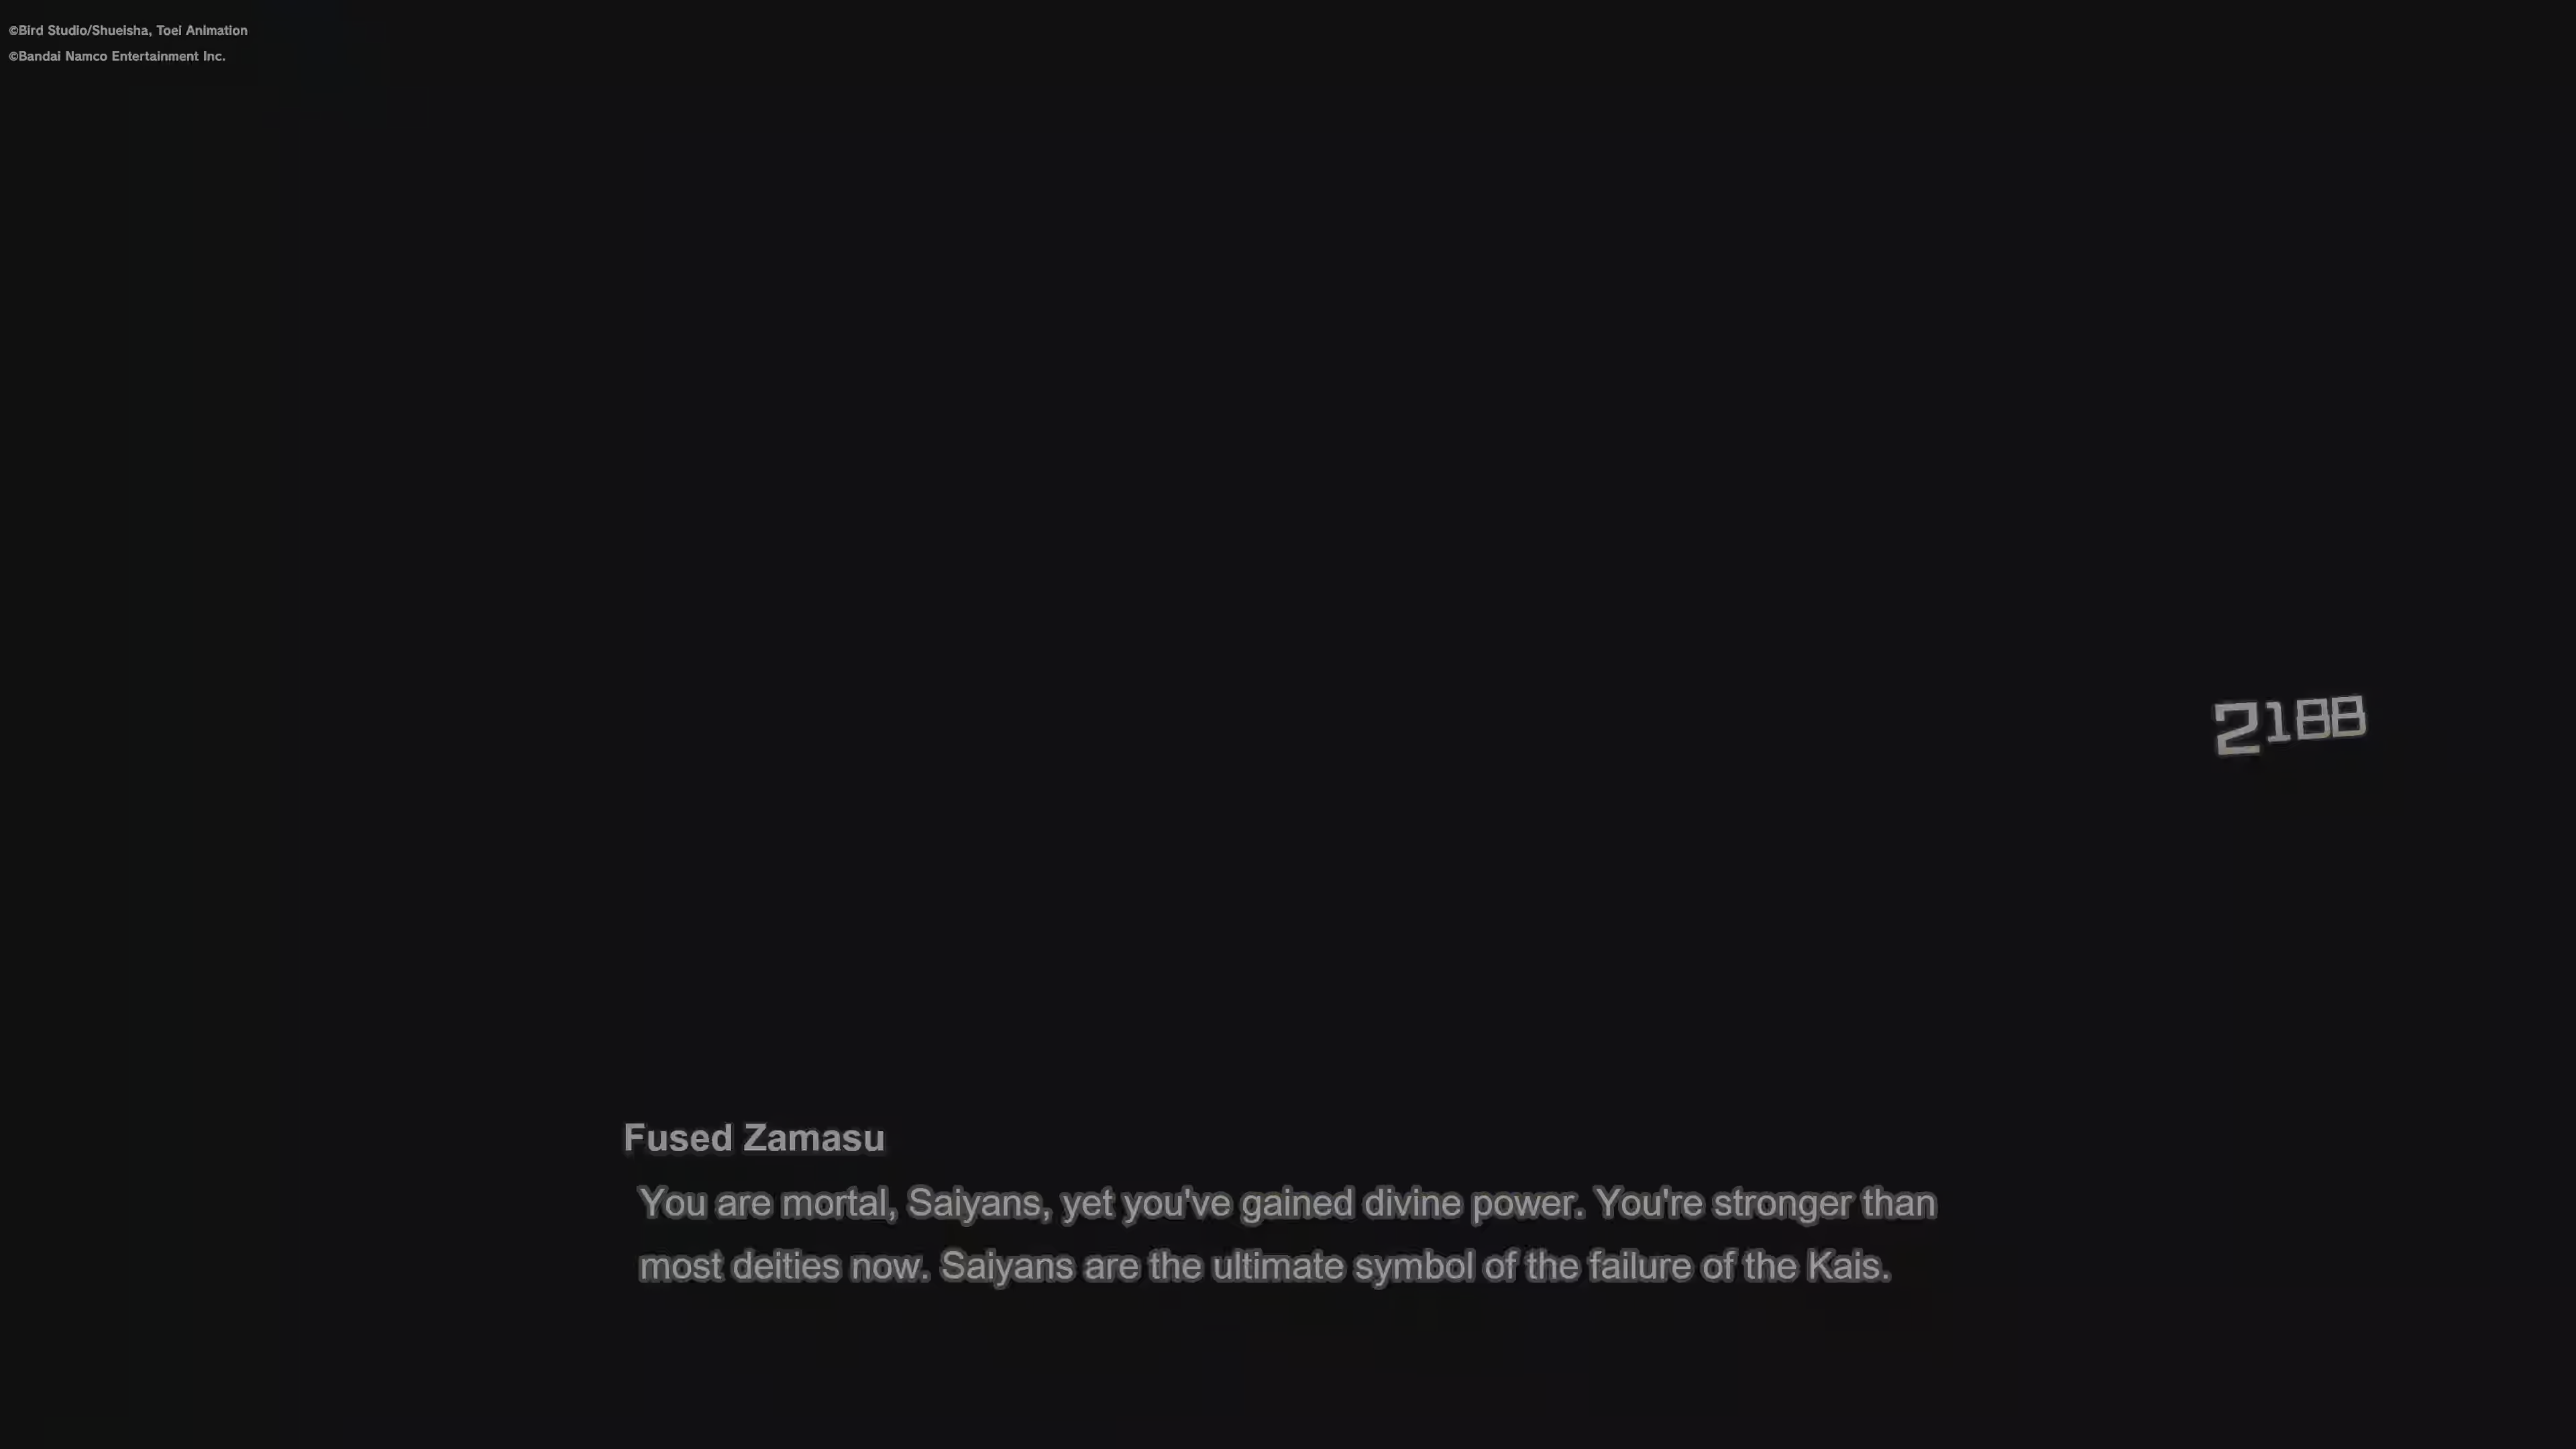 ©Bird Studio/Shueisha, Toei Animation
©Bandai Namco Entertainment Inc.
2188
Fused Zamasu
You are mortal, Saiyans, yet you've gained divine power. You're stronger than
most deities now. Saiyans are the ultimate symbol of the failure of the Kais.